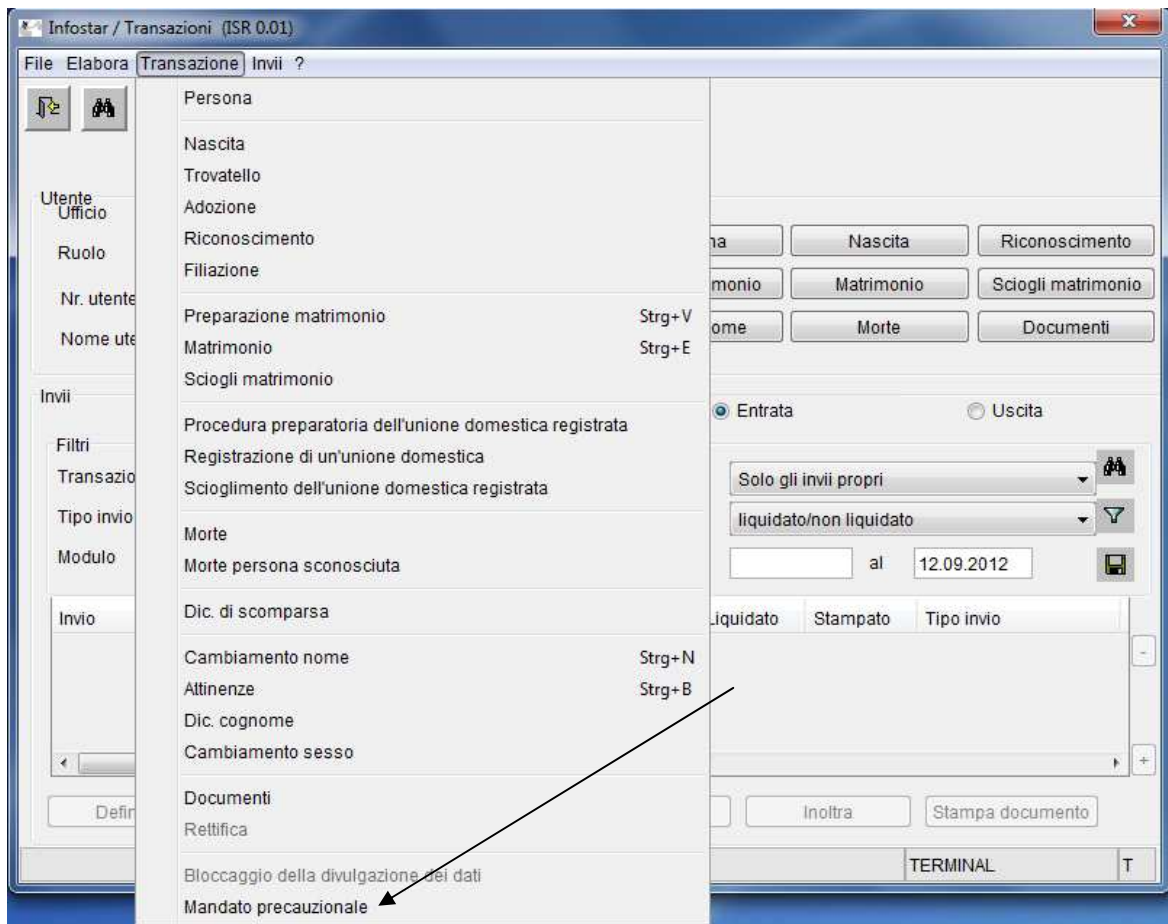 Infostar / Transazioni (ISR 0.01)
File Elabora Transazione Invii ?
Persona
Nascita
Trovatello
Adozione
Riconoscimento
Filiazione
Preparazione matrimonio Strg+V
Matrimonio Strg+E
Sciogli matrimonio
Procedura preparatoria dell'unione domestica registrata
Registrazione di un'unione domestica
Scioglimento dell'unione domestica registrata
Morte
Morte persona sconosciuta
Dic. di scomparsa
Cambiamento nome Strg+N
Attinenze Strg+B
Dic. cognome
Cambiamento sesso
Documenti
Rettifica
Bloccaggio della divulgazione dei dati
Mandato precauzionale
Utente
Ufficio
Ruolo
Nr. utente
Nome ute
na Nascita Riconoscimento
monio Matrimonio Sciogli matrimonio
ome Morte Documenti
Invii
Entrata Uscita
Filtri
Transazio Solo gli invii propri
Tipo invio liquidato/non liquidato
Modulo al 12.09.2012
Invio Liquidato Stampato Tipo invio
-
+
Defin Inoltra Stampa documento
TERMINAL T